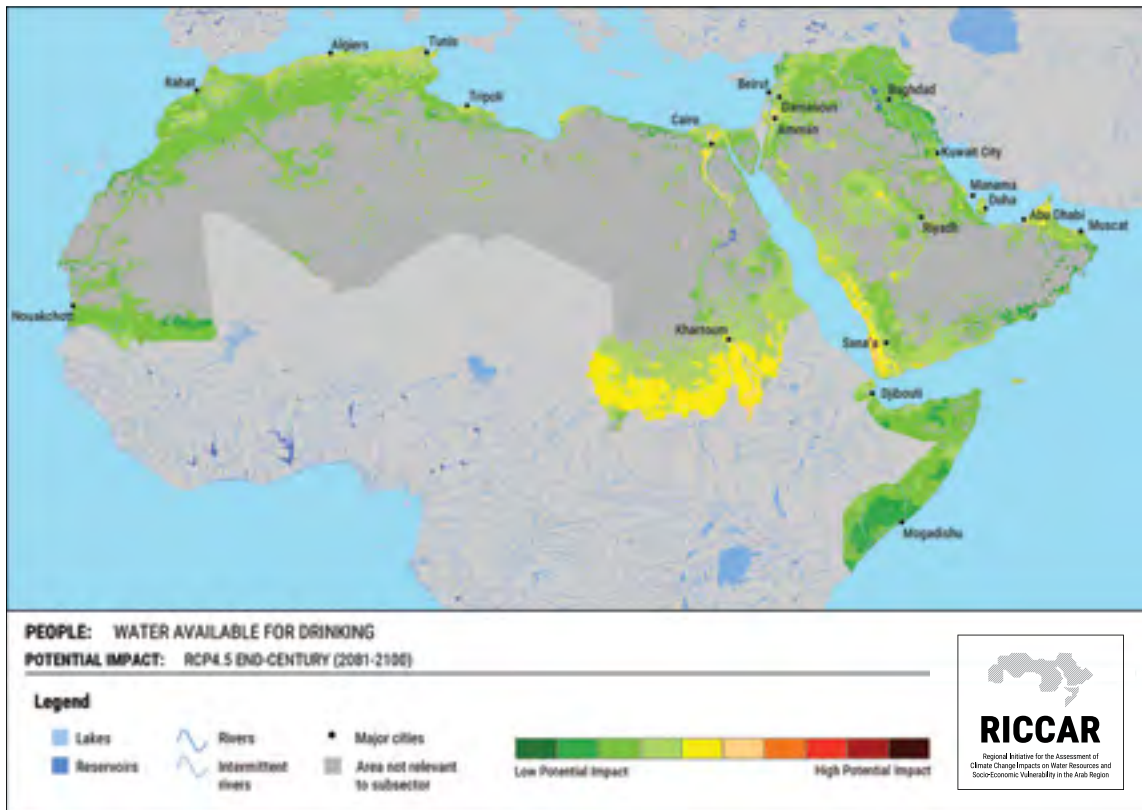 Algiers
Tunis
Rabat
Tripoli
Beirut
Baghdad
Damascus
Cairo
Amman
Kuwait City
Manama
Doha
Abu Dhabi
Riyadh
Muscat
Nouakchott
Khartoum
Sana'a
Djibouti
Mogadishu
PEOPLE: WATER AVAILABLE FOR DRINKING
POTENTIAL IMPACT: RCP4.5 END-CENTURY (2081-2100)
Legend
Lakes
Reservoirs
Rivers
Intermittent
rivers
Major cities
Area not relevant
to subsector
Low Potential Impact
High Potential Impact
RICCAR
Regional Initiative for the Assessment of
Climate Change Impacts on Water Resources and
Socio-Economic Vulnerability in the Arab Region